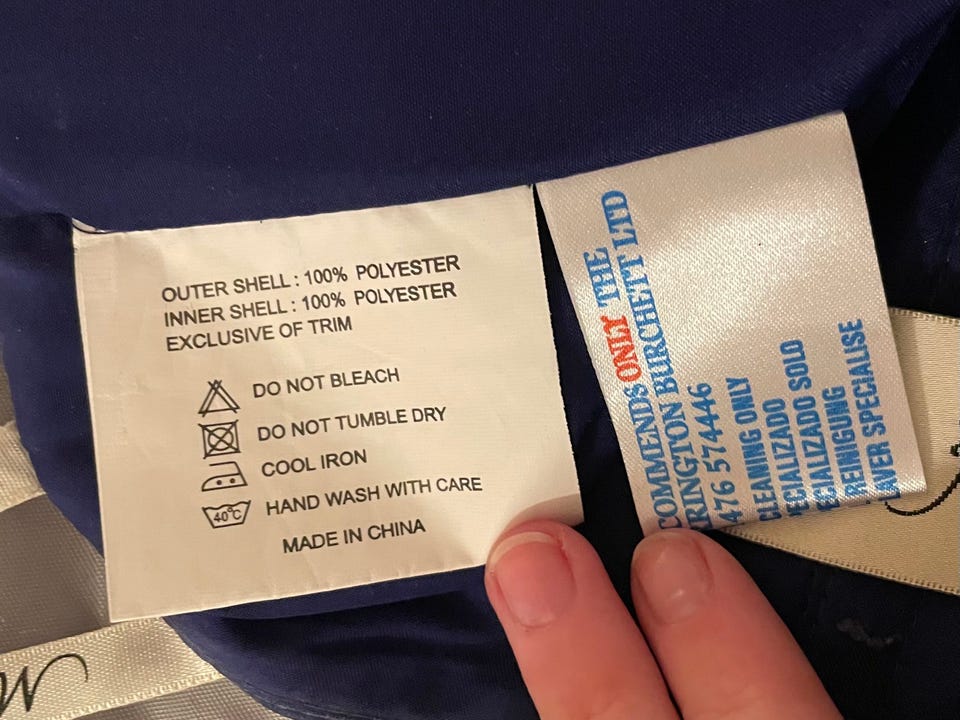 OUTER SHELL : 100% POLYESTER
INNER SHELL : 100% POLYESTER
EXCLUSIVE OF TRIM
DO NOT BLEACH
DO NOT TUMBLE DRY
COOL IRON
40°C HAND WASH WITH CARE
MADE IN CHINA
COMMENDS ONLY THE
RINGTON BURCHETT LTD
476 574446
CLEANING ONLY
ECIALIZADO
ECIALIZADO SOLO
REINIGUNG
LAVER SPECIALISE